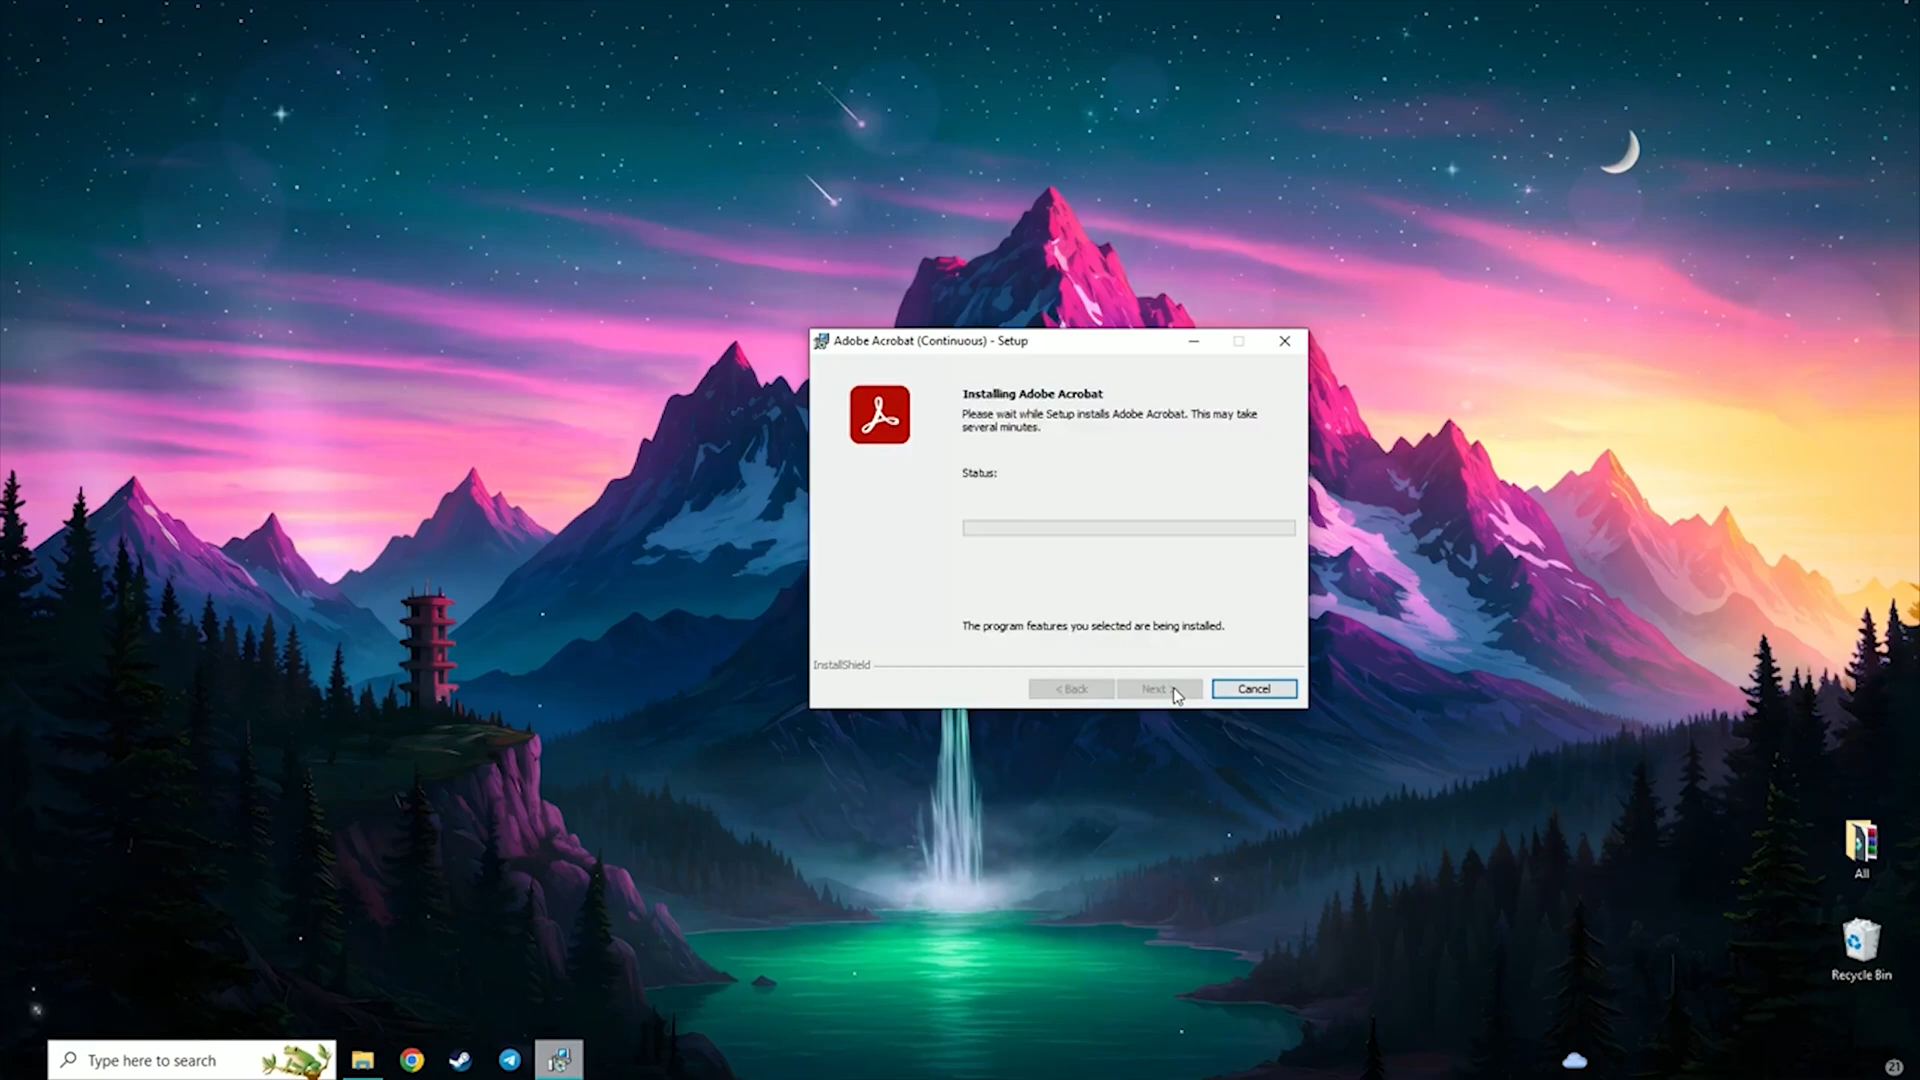 Adobe Acrobat (Continuous) - Setup
Installing Adobe Acrobat
Please wait while Setup installs Adobe Acrobat. This may take
several minutes.
Status:
The program features you selected are being installed.
InstallShield
< Back
Next >
Cancel
All
Recycle Bin
Type here to search
21